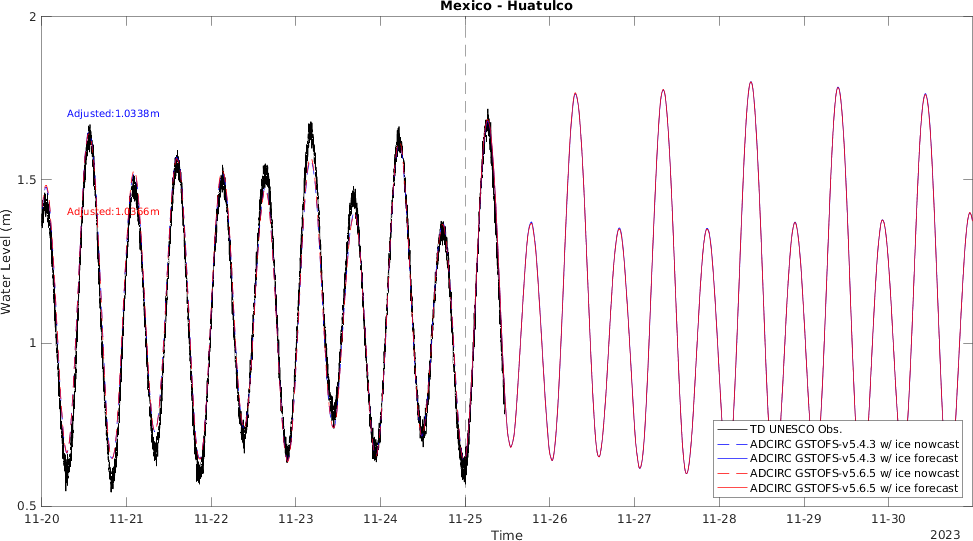 Mexico - Huatulco
2
1.5
1
0.5
Water Level (m)
Adjusted:1.0338m
Adjusted:1.0366m
TD UNESCO Obs.
ADCIRC GSTOFS-v5.4.3 w/ ice nowcast
ADCIRC GSTOFS-v5.4.3 w/ ice forecast
ADCIRC GSTOFS-v5.6.5 w/ ice nowcast
ADCIRC GSTOFS-v5.6.5 w/ ice forecast
11-20 11-21 11-22 11-23 11-24 11-25 11-26 11-27 11-28 11-29 11-30
Time
2023